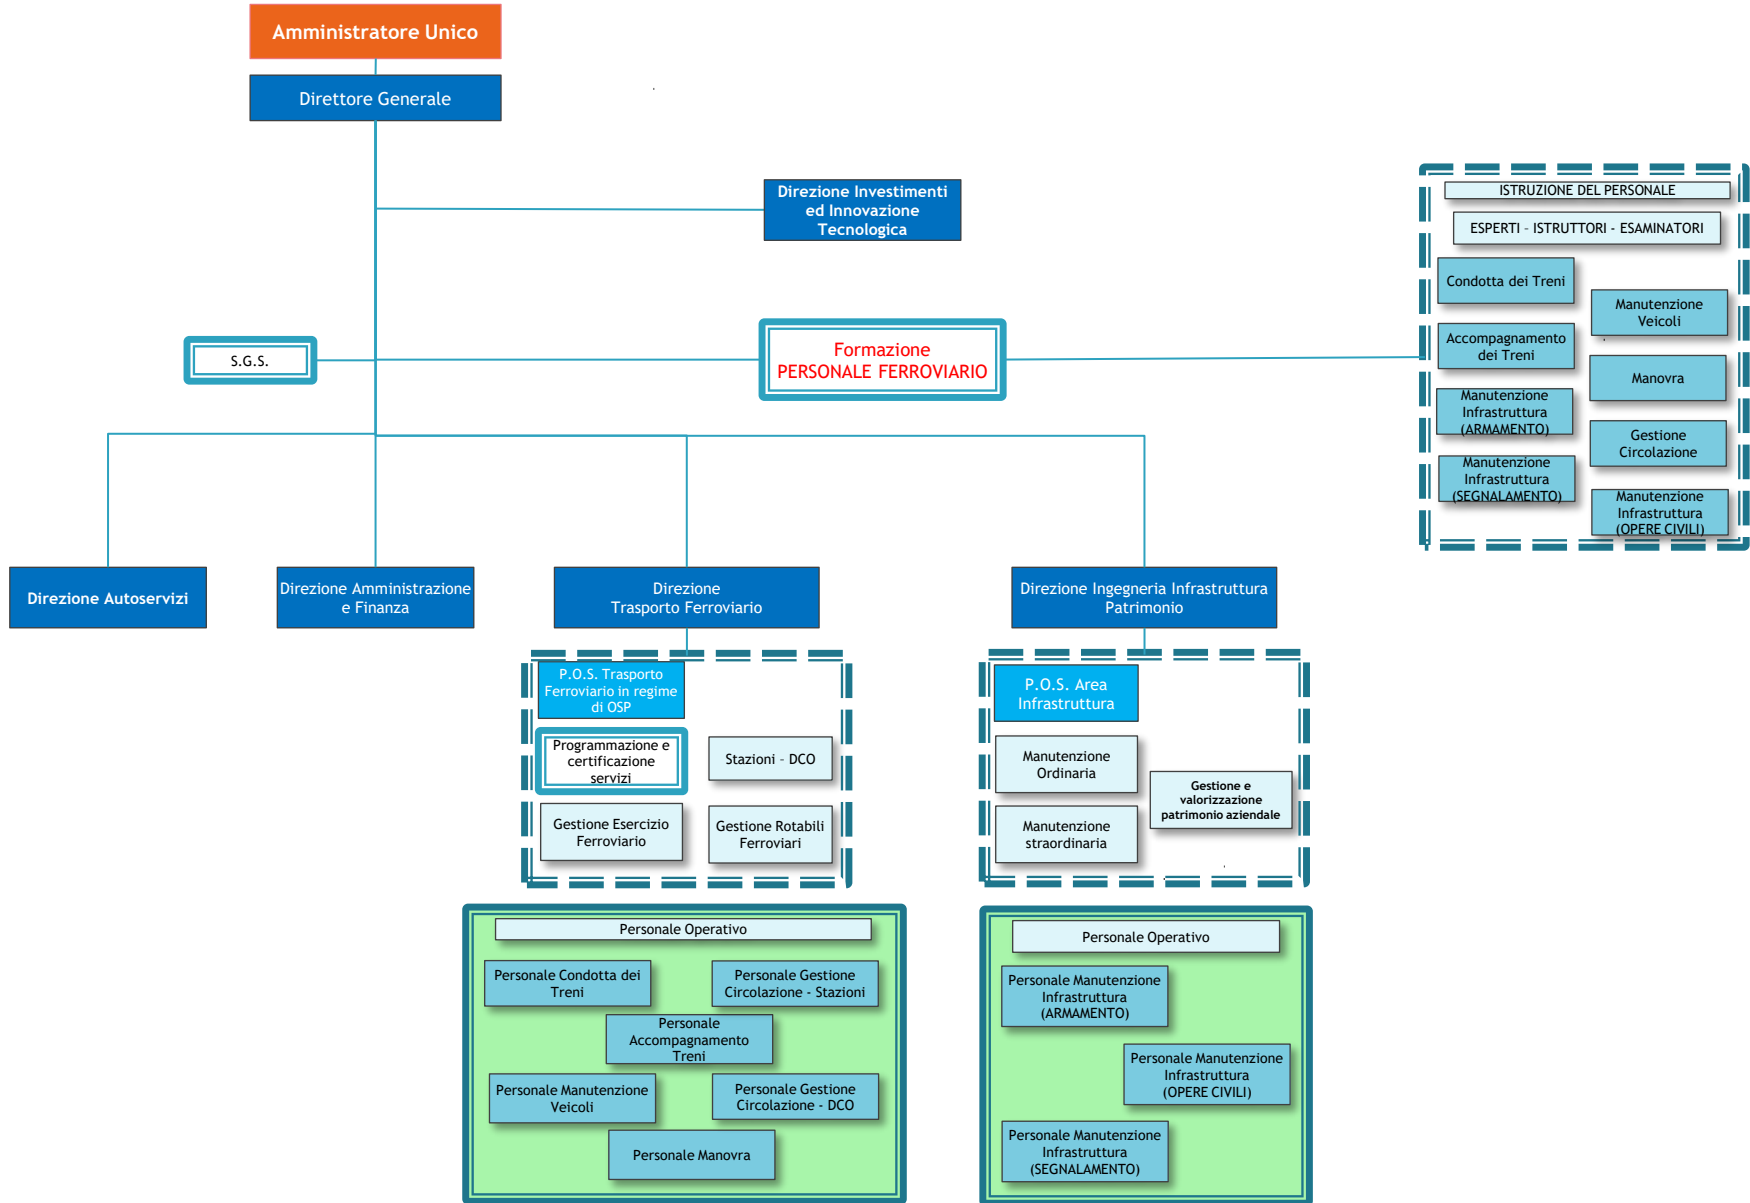 Amministratore Unico
Direttore Generale
Direzione Investimenti
ed Innovazione
Tecnologica
S.G.S.
Formazione
PERSONALE FERROVIARIO
ISTRUZIONE DEL PERSONALE
ESPERTI - ISTRUTTORI - ESAMINATORI
Condotta dei Treni
Manutenzione
Veicoli
Accompagnamento
dei Treni
Manovra
Manutenzione
Infrastruttura
(ARMAMENTO)
Gestione
Circolazione
Manutenzione
Infrastruttura
(SEGNALAMENTO)
Manutenzione
Infrastruttura
(OPERE CIVILI)
Direzione Autoservizi
Direzione Amministrazione
e Finanza
Direzione
Trasporto Ferroviario
Direzione Ingegneria Infrastruttura
Patrimonio
P.O.S. Trasporto
Ferroviario in regime
di OSP
Programmazione e
certificazione
servizi
Stazioni - DCO
Gestione Esercizio
Ferroviario
Gestione Rotabili
Ferroviari
P.O.S. Area
Infrastruttura
Manutenzione
Ordinaria
Gestione e
valorizzazione
patrimonio aziendale
Manutenzione
straordinaria
Personale Operativo
Personale Condotta dei
Treni
Personale Gestione
Circolazione - Stazioni
Personale
Accompagnamento
Treni
Personale Manutenzione
Veicoli
Personale Gestione
Circolazione - DCO
Personale Manovra
Personale Operativo
Personale Manutenzione
Infrastruttura
(ARMAMENTO)
Personale Manutenzione
Infrastruttura
(OPERE CIVILI)
Personale Manutenzione
Infrastruttura
(SEGNALAMENTO)